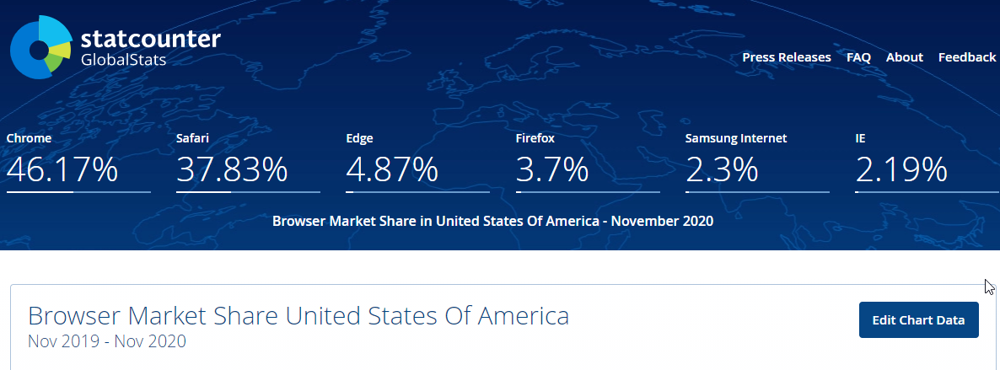 statcounter
GlobalStats
Press Releases FAQ About Feedback
Chrome Safari Edge Firefox Samsung Internet IE
46.17% 37.83% 4.87% 3.7% 2.3% 2.19%
Browser Market Share in United States Of America - November 2020
Browser Market Share United States Of America
Nov 2019 - Nov 2020
Edit Chart Data